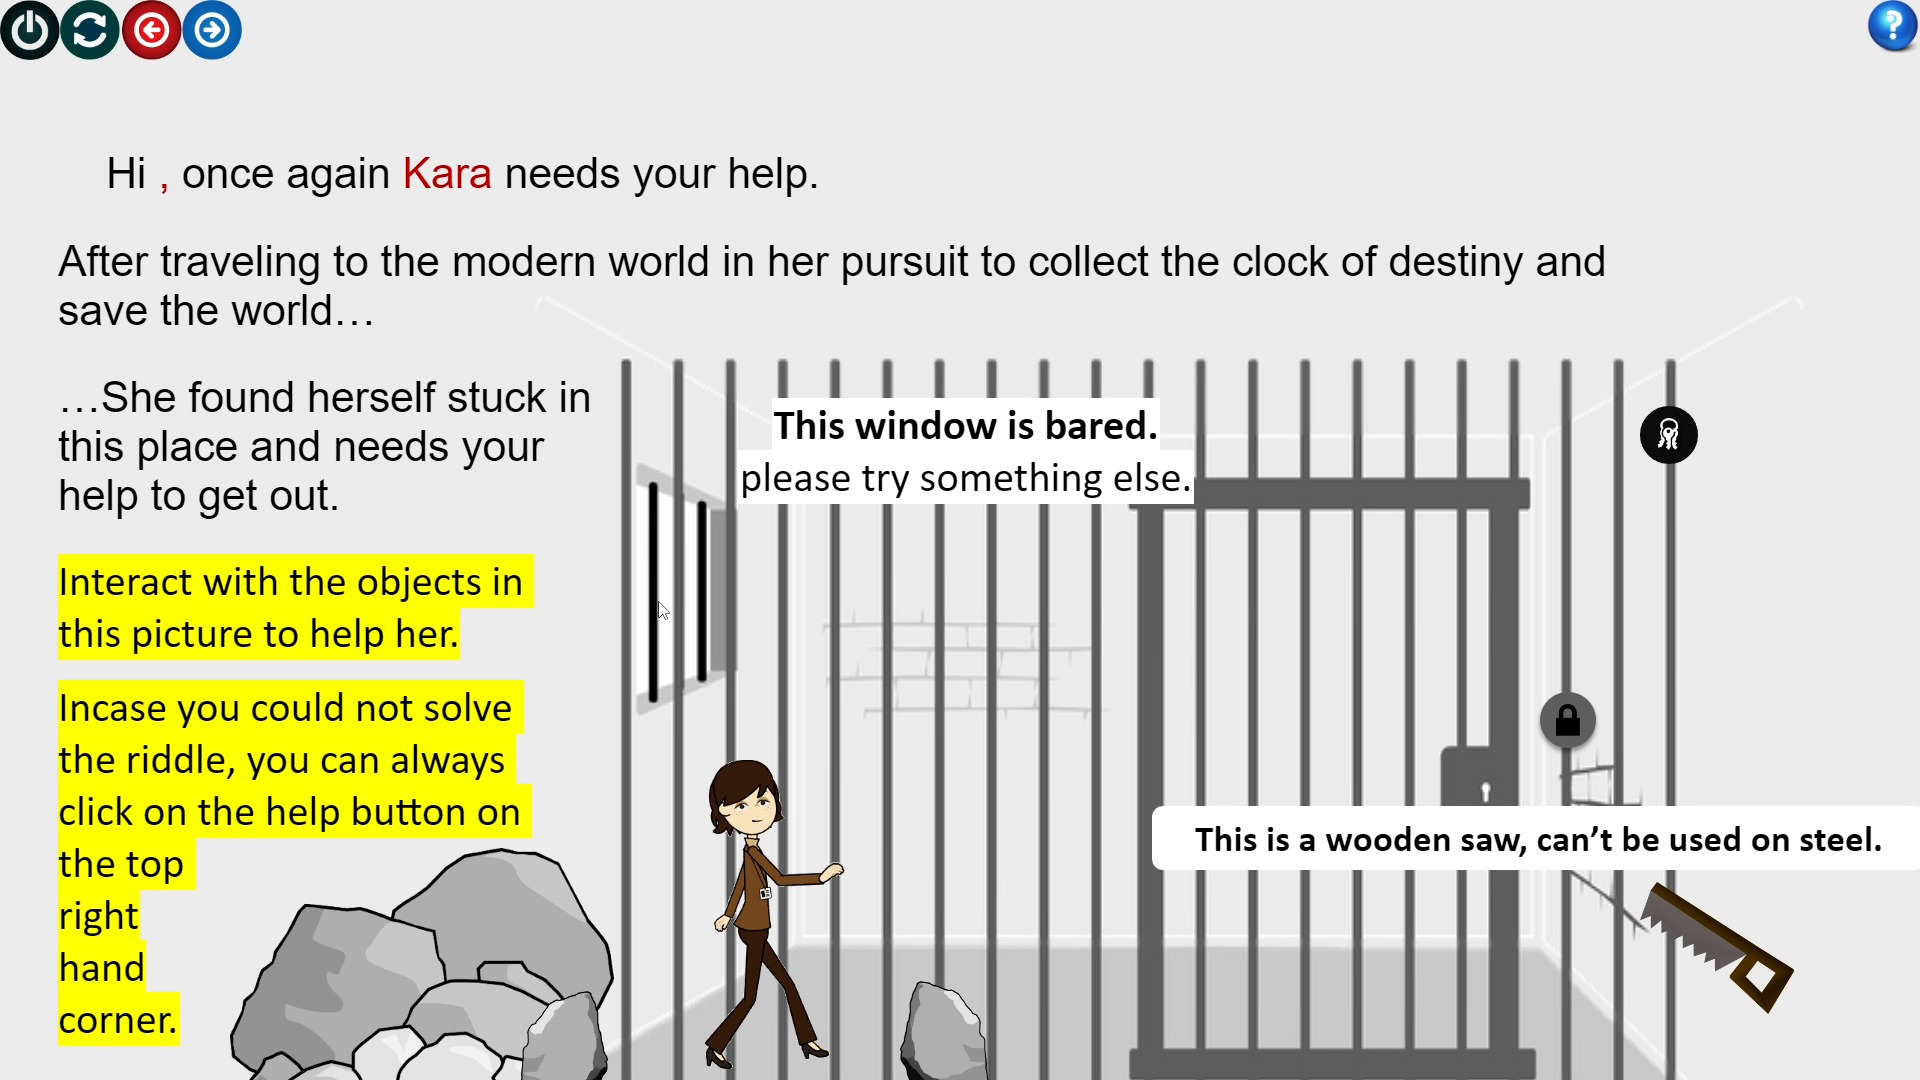 Hi , once again Kara needs your help.
After traveling to the modern world in her pursuit to collect the clock of destiny and
save the world…
…She found herself stuck in
this place and needs your
help to get out.
This window is bared.
please try something else.
Interact with the objects in
this picture to help her.
Incase you could not solve
the riddle, you can always
click on the help button on
the top
right
hand
corner.
This is a wooden saw, can’t be used on steel.
?